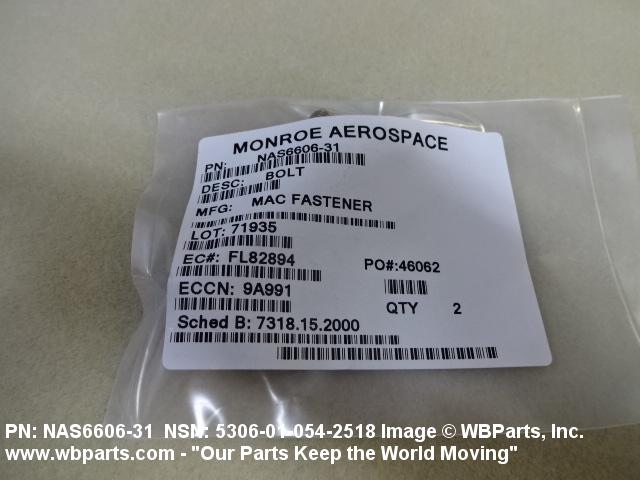 MONROE AEROSPACE
PN: NAS6606-31
DESC: BOLT
MFG: MAC FASTENER
LOT: 71935
EC#: FL82894 PO#:46062
ECCN: 9A991 QTY 2
Sched B: 7318.15.2000
PN: NAS6606-31 NSN: 5306-01-054-2518 Image © WBParts, Inc.
www.wbparts.com - "Our Parts Keep the World Moving"